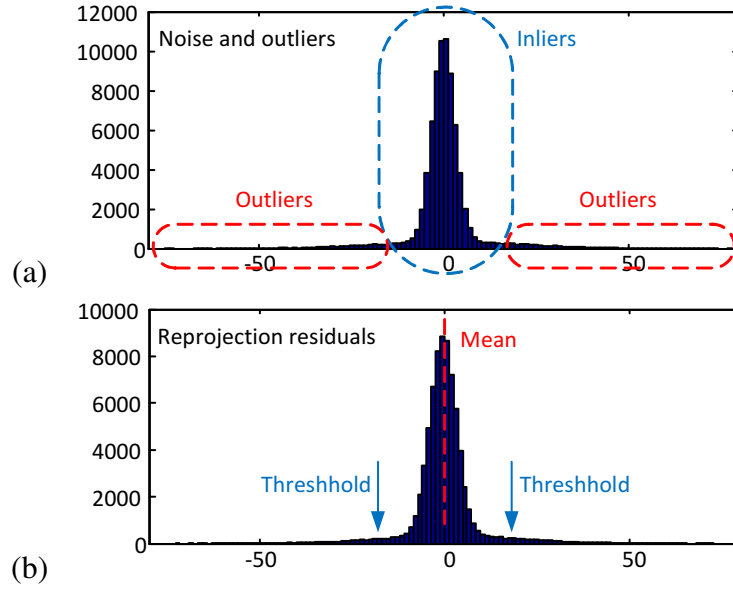 12000
Noise and outliers
Inliers
10000
8000
6000
4000
Outliers
Outliers
2000
0
-50
0
50
(a)
10000
Reprojection residuals
Mean
8000
6000
4000
Threshhold
Threshhold
2000
0
-50
0
50
(b)